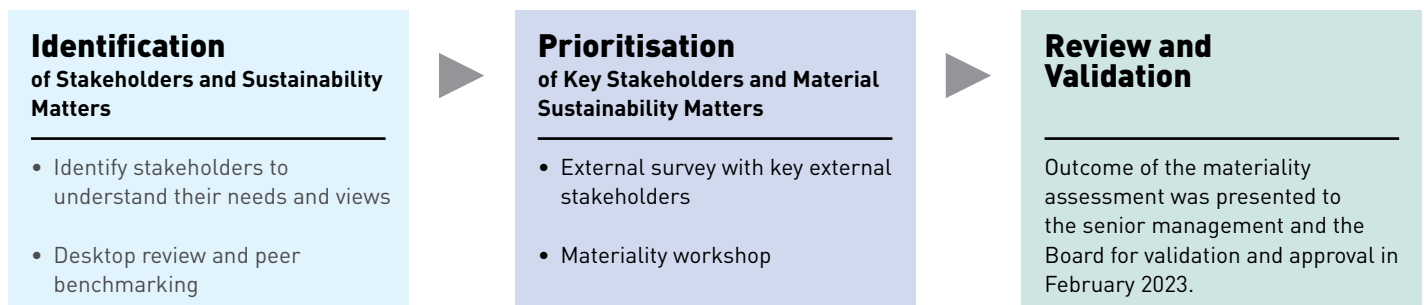 Identification
of Stakeholders and Sustainability
Matters
• Identify stakeholders to
understand their needs and views
• Desktop review and peer
benchmarking
Prioritisation
of Key Stakeholders and Material
Sustainability Matters
• External survey with key external
stakeholders
• Materiality workshop
Review and
Validation
Outcome of the materiality
assessment was presented to
the senior management and the
Board for validation and approval in
February 2023.